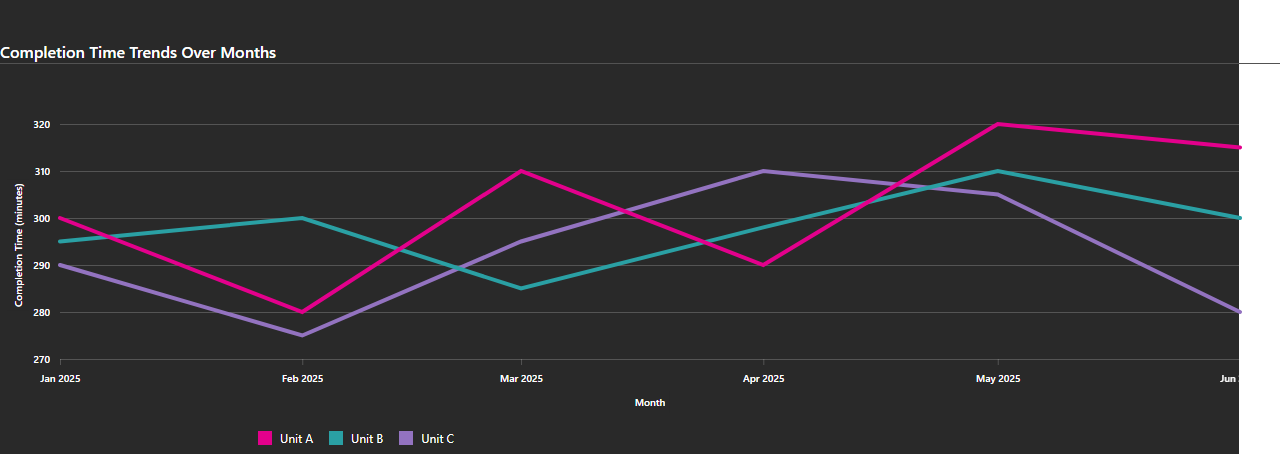 Completion Time Trends Over Months
320
310
300
290
280
270
Completion Time (minutes)
Jan 2025 Feb 2025 Mar 2025 Apr 2025 May 2025 Jun
Month
Unit A Unit B Unit C